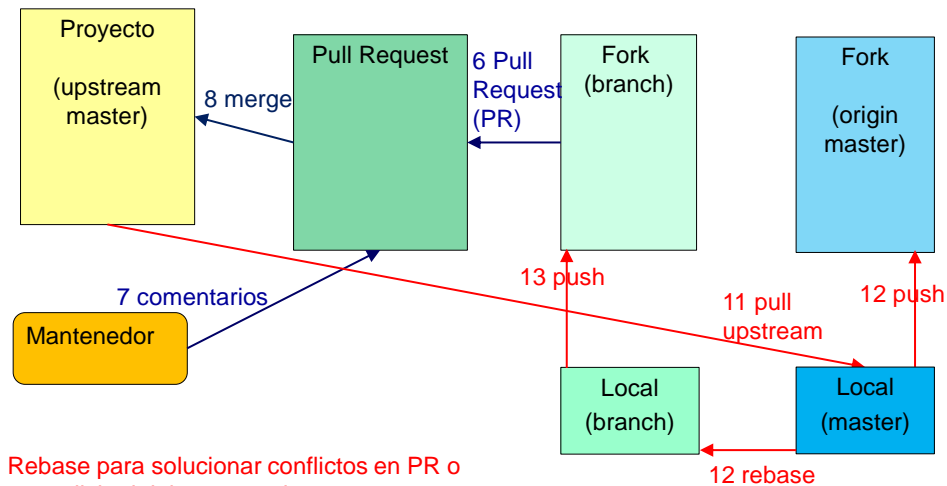 Proyecto
(upstream
master)
Pull Request
6 Pull
Request
(PR)
Fork
(branch)
Fork
(origin
master)
8 merge
7 comentarios
Mantenedor
13 push
11 pull
upstream
12 push
Local
(branch)
Local
(master)
12 rebase
Rebase para solucionar conflictos en PR o